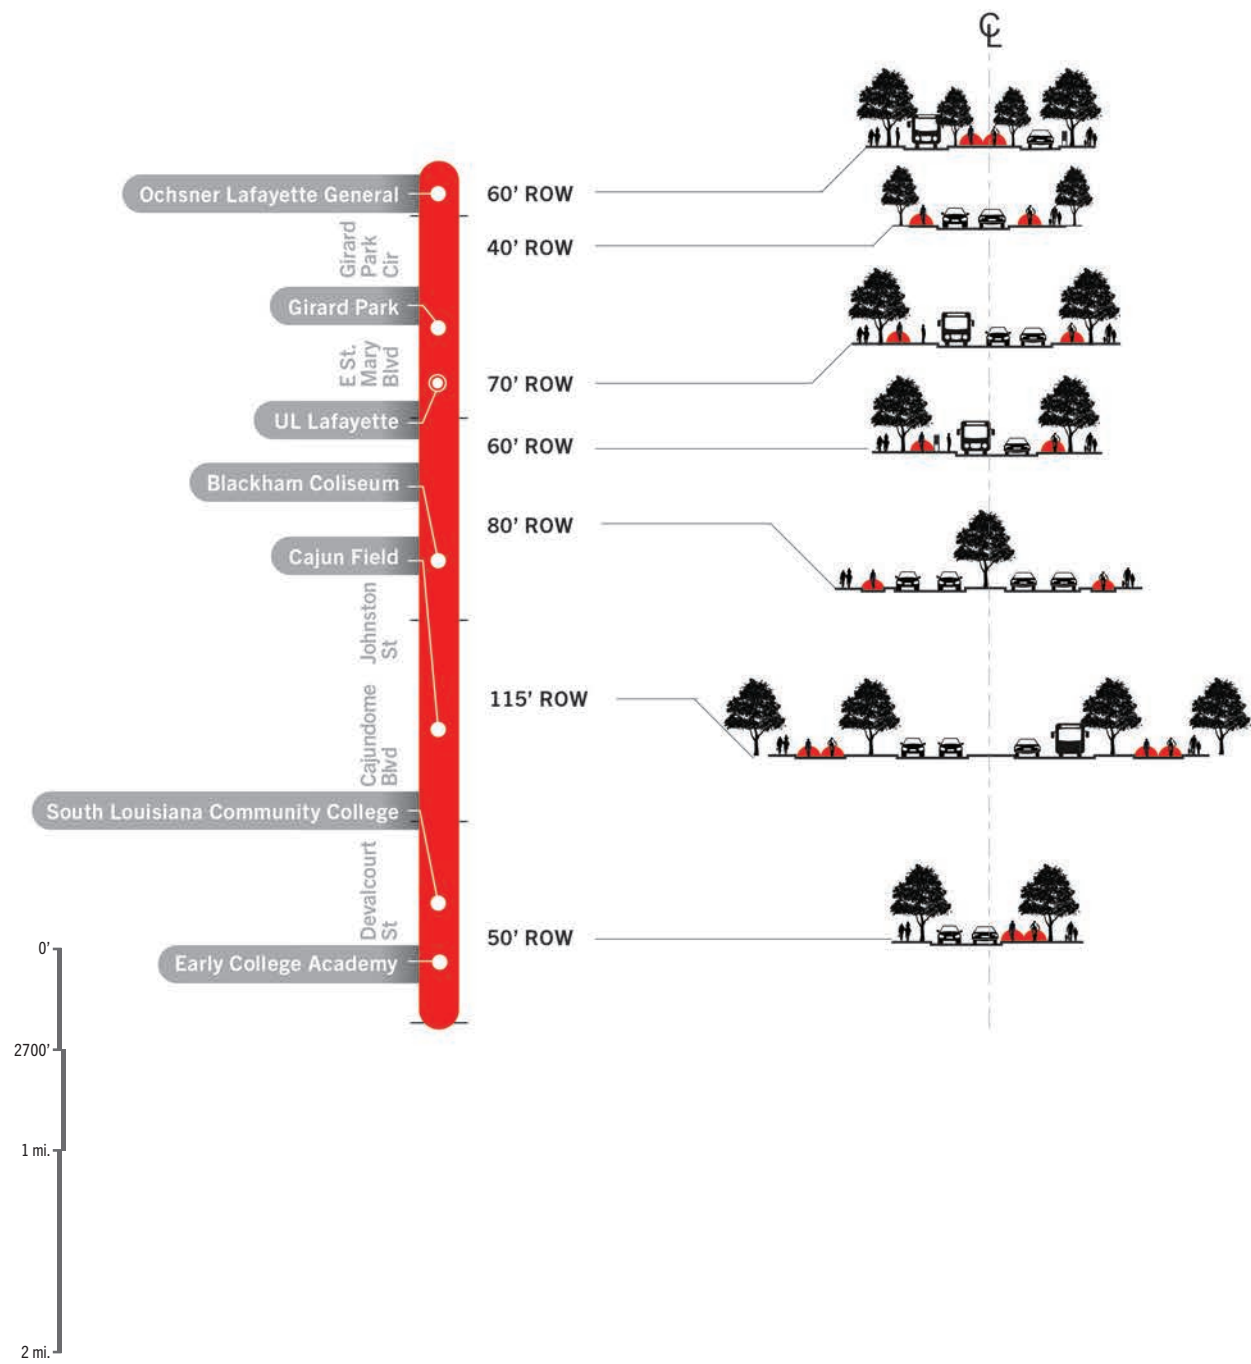 ℄
Ochsner Lafayette General
60’ ROW
Girard
Park
Cir
40’ ROW
Girard Park
E St.
Mary
Blvd
70’ ROW
UL Lafayette
60’ ROW
Blackham Coliseum
80’ ROW
Cajun Field
Johnston
St
Cajundome
Blvd
115’ ROW
South Louisiana Community College
Devalcourt
St
50’ ROW
Early College Academy
0’
2700’
1 mi.
2 mi.